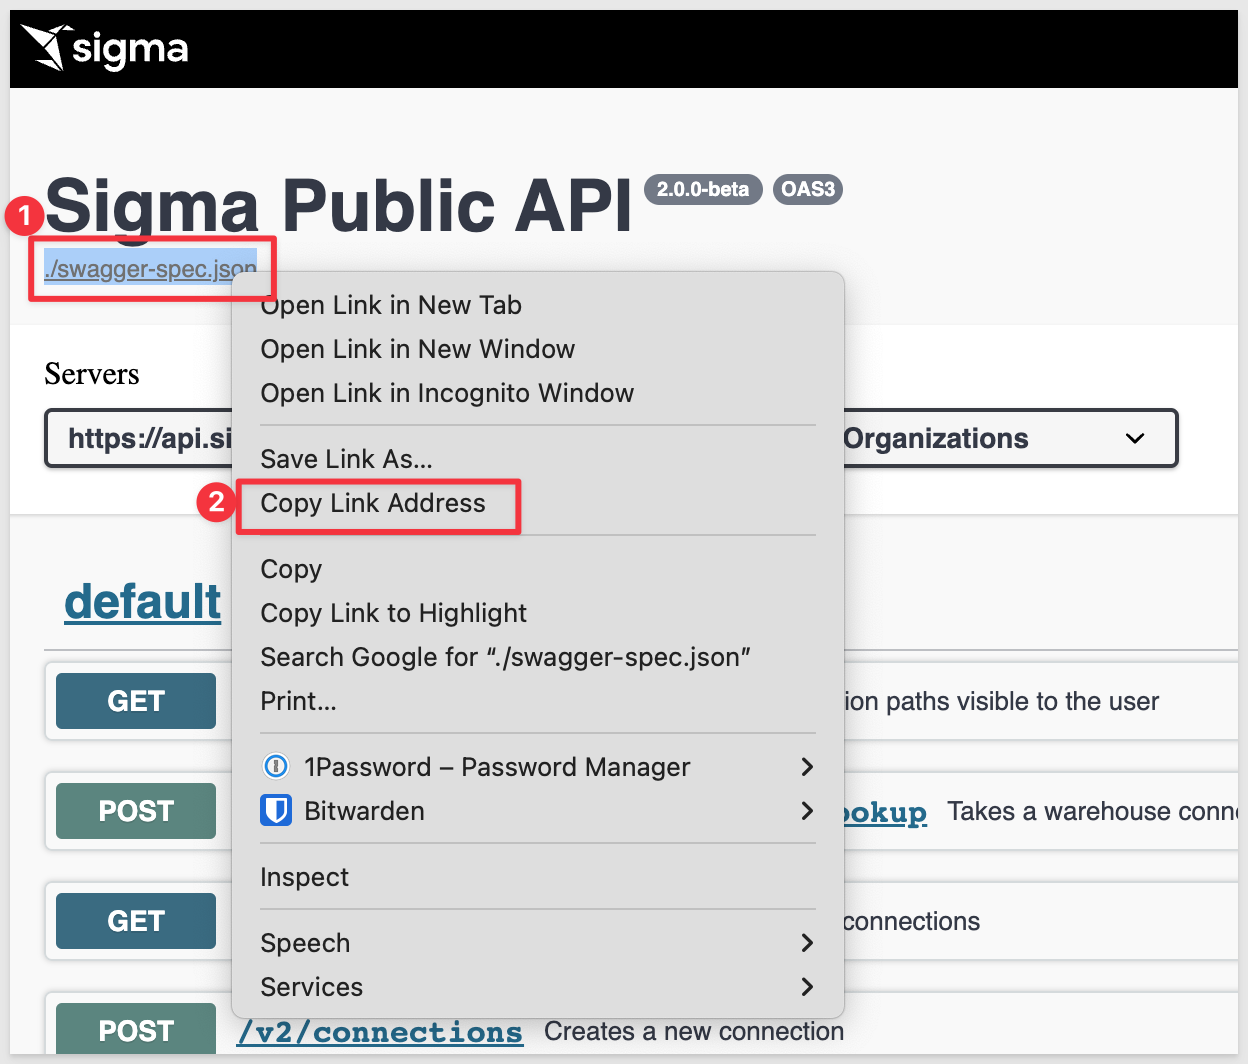 sigma
Sigma Public API 2.0.0-beta OAS3
1
./swagger-spec.json
Open Link in New Tab
Open Link in New Window
Servers
Open Link in Incognito Window
https://api.si Organizations
Save Link As...
2 Copy Link Address
Copy
default
Copy Link to Highlight
Search Google for “./swagger-spec.json”
GET Print... ion paths visible to the user
1Password – Password Manager
POST Bitwarden ookup Takes a warehouse conne
Inspect
GET connections
Speech
Services
POST /v2/connections Creates a new connection